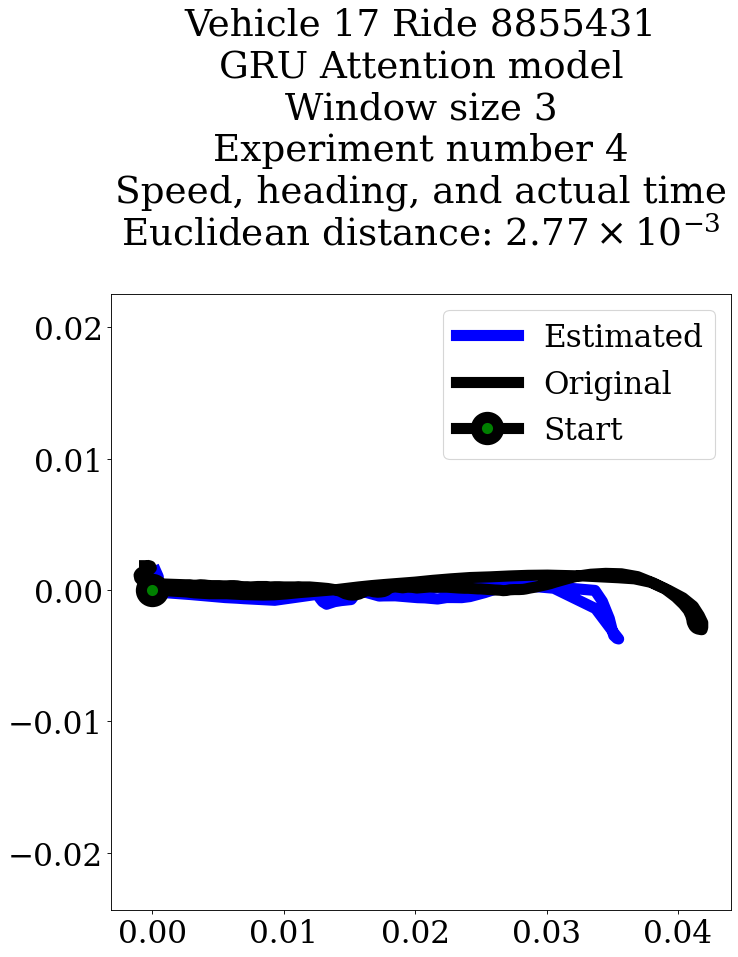 Vehicle 17 Ride 8855431
GRU Attention model
Window size 3
Experiment number 4
Speed, heading, and actual time
Euclidean distance: 2.77 × 10⁻³
Estimated
Original
Start
0.02
0.01
0.00
−0.01
−0.02
0.00 0.01 0.02 0.03 0.04